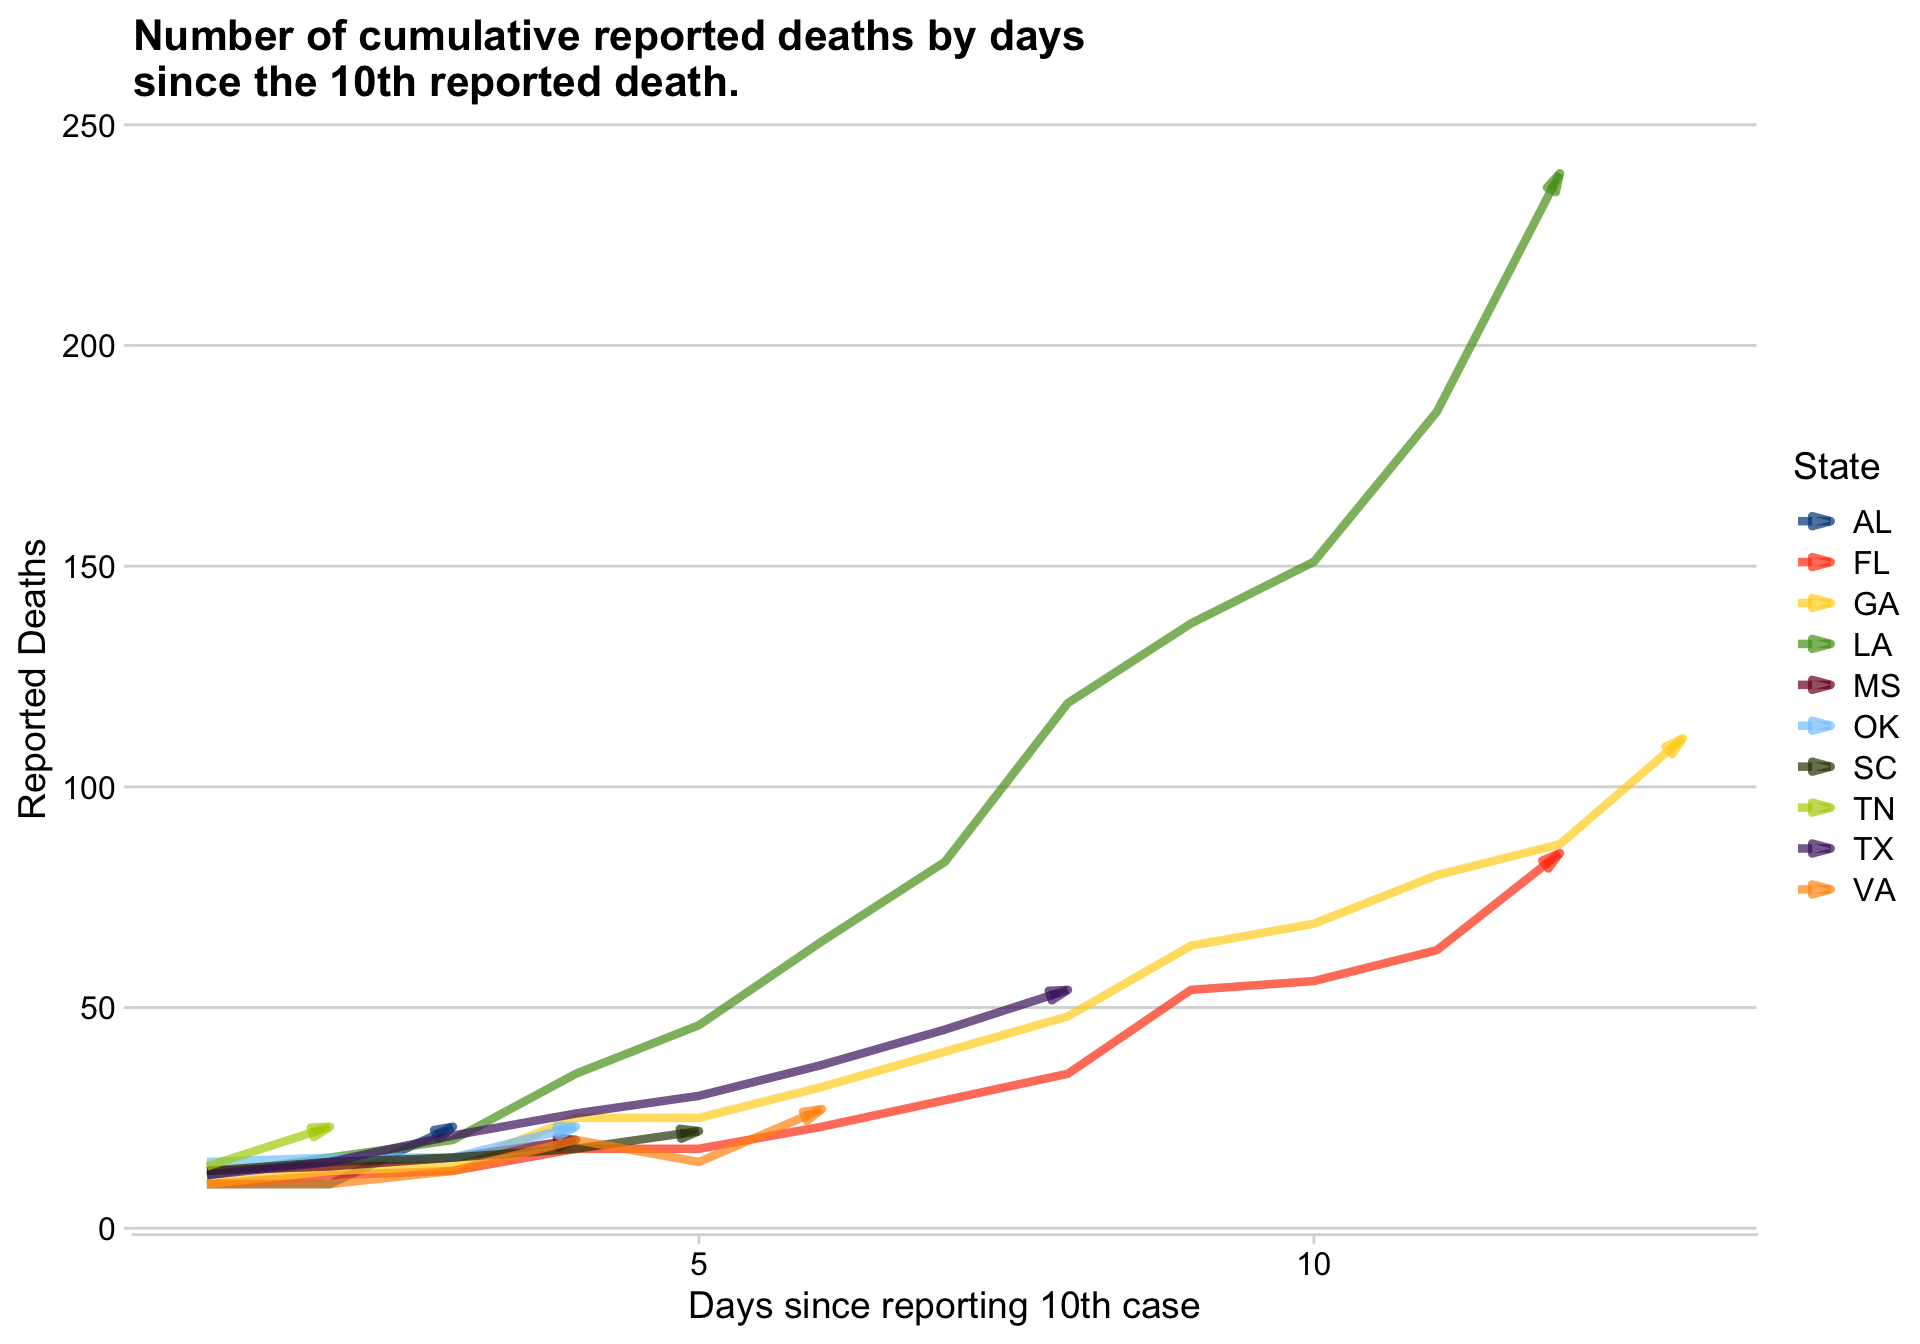 Number of cumulative reported deaths by days
since the 10th reported death.
250
200
150
100
50
0
Reported Deaths
5
10
Days since reporting 10th case
State
AL
FL
GA
LA
MS
OK
SC
TN
TX
VA